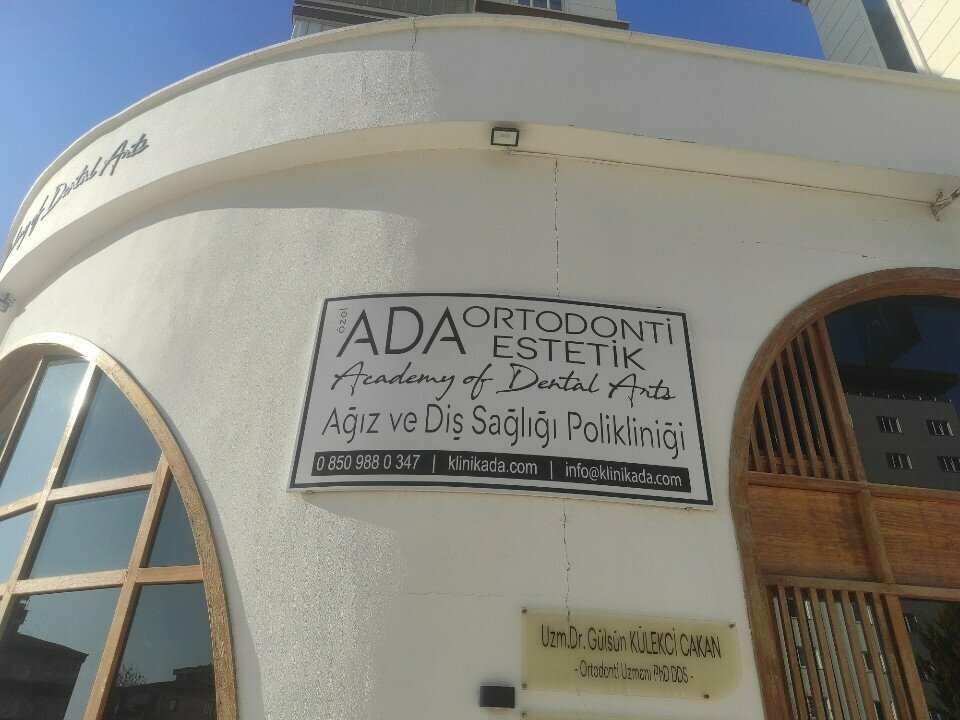 of Dental Arts
özel
ADA ORTODONTİ
ESTETİK
Academy of Dental Arts
Ağız ve Diş Sağlığı Polikliniği
0 850 988 0 347 | klinikada.com | info@klinikada.com
Uzm.Dr. Gülsün KÜLEKCİ CAKAN
- Ortodonti Uzmanı PhD DDS -